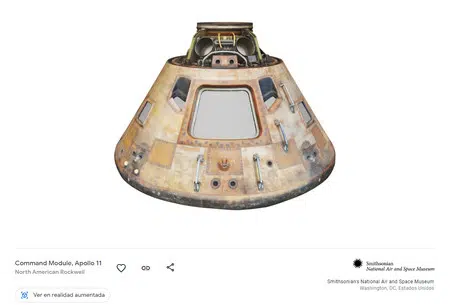 Command Module, Apollo 11
North American Rockwell
Smithsonian
National Air and Space Museum
Smithsonian's National Air and Space Museum
Washington, DC, Estados Unidos
Ver en realidad aumentada